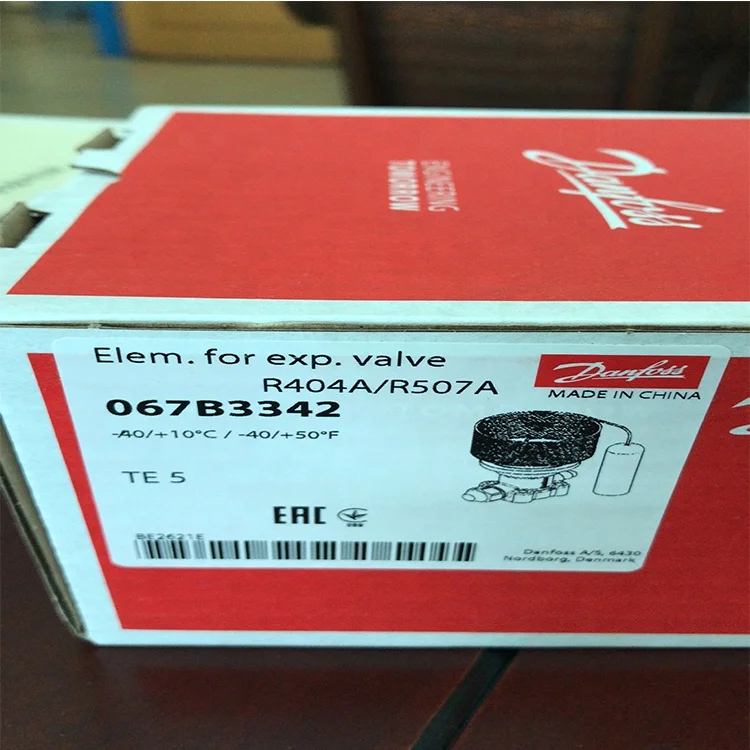 ENGINEERING
TOMORROW
Danfoss
Elem. for exp. valve
R404A/R507A
067B3342
-40/+10°C / -40/+50°F
TE 5
Danfoss
MADE IN CHINA
EAC
BE2621E
Danfoss A/S, 6430
Nordborg, Denmark